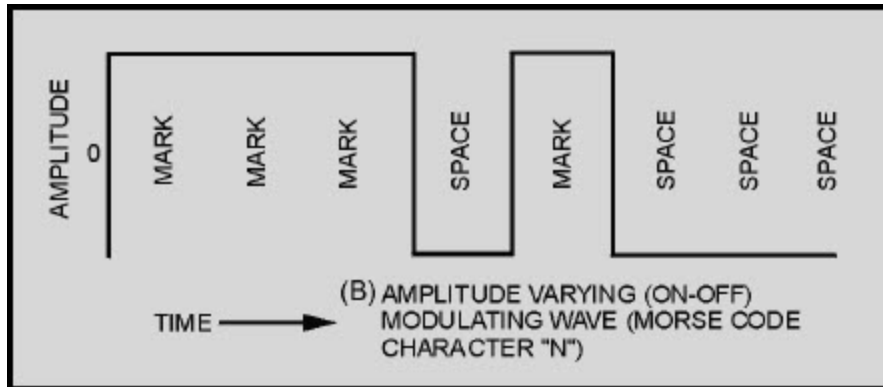 AMPLITUDE
0
MARK
MARK
MARK
SPACE
MARK
SPACE
SPACE
SPACE
TIME
(B) AMPLITUDE VARYING (ON-OFF)
MODULATING WAVE (MORSE CODE
CHARACTER "N")